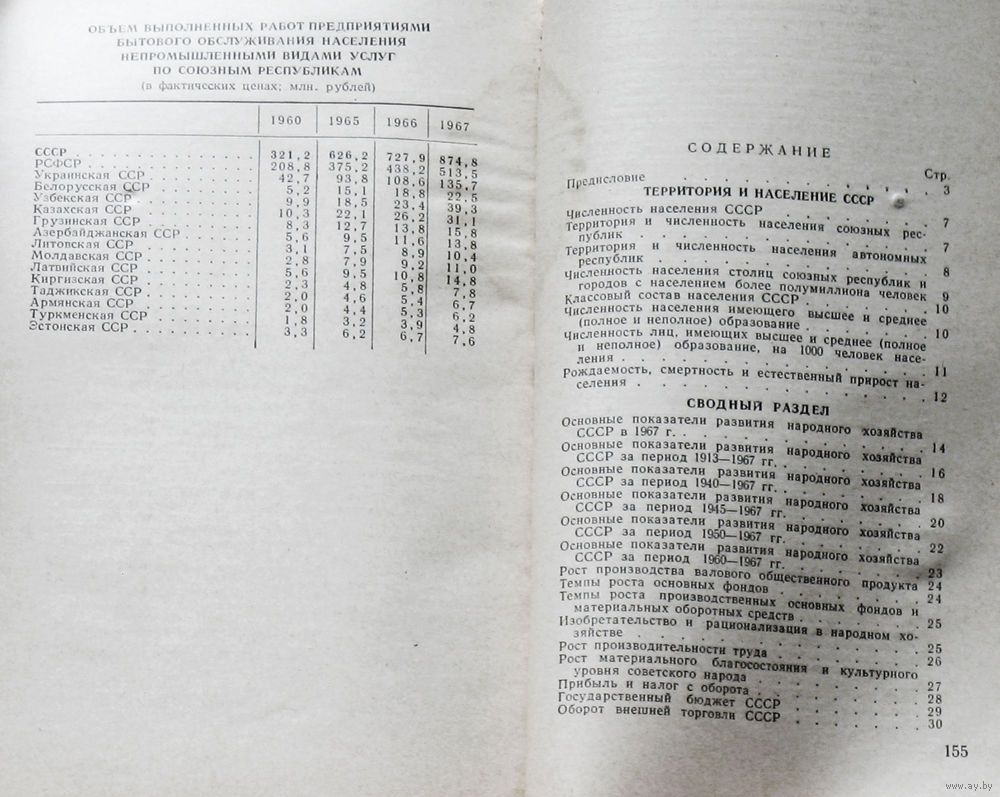 ОБЪЕМ ВЫПОЛНЕННЫХ РАБОТ ПРЕДПРИЯТИЯМИ
БЫТОВОГО ОБСЛУЖИВАНИЯ НАСЕЛЕНИЯ
НЕПРОМЫШЛЕННЫМИ ВИДАМИ УСЛУГ
ПО СОЮЗНЫМ РЕСПУБЛИКАМ
(в фактических ценах; млн. рублей)
1960 1965 1966 1967
СССР 321,2 626,2 727,9 874,8
РСФСР 208,8 375,2 438,2 513,5
Украинская ССР 42,7 93,8 108,6 135,7
Белорусская ССР 5,2 15,1 18,8 22,5
Узбекская ССР 9,9 18,5 23,4 39,3
Казахская ССР 10,3 22,1 26,2 31,1
Грузинская ССР 8,3 12,7 13,8 15,8
Азербайджанская ССР 5,6 9,5 11,6 13,8
Литовская ССР 3,1 7,5 8,9 10,4
Молдавская ССР 2,8 7,9 9,2 11,0
Латвийская ССР 5,6 9,5 10,8 14,8
Киргизская ССР 2,3 4,8 5,8 7,8
Таджикская ССР 2,0 4,6 5,4 6,7
Армянская ССР 2,0 4,4 5,3 6,2
Туркменская ССР 1,8 3,2 3,9 4,8
Эстонская ССР 3,3 6,2 6,7 7,6
СОДЕРЖАНИЕ
Стр.
Предисловие 3
ТЕРРИТОРИЯ И НАСЕЛЕНИЕ СССР
Численность населения СССР 7
Территория и численность населения союзных рес-
публик 7
Территория и численность населения автономных
республик 8
Численность населения столиц союзных республик и
городов с населением более полумиллиона человек 9
Классовый состав населения СССР 10
Численность населения имеющего высшее и среднее
(полное и неполное) образование 10
Численность лиц, имеющих высшее и среднее (полное
и неполное) образование, на 1000 человек насе-
ления 11
Рождаемость, смертность и естественный прирост на-
селения 12
СВОДНЫЙ РАЗДЕЛ
Основные показатели развития народного хозяйства
СССР в 1967 г. 14
Основные показатели развития народного хозяйства
СССР за период 1913—1967 гг. 16
Основные показатели развития народного хозяйства
СССР за период 1940—1967 гг. 18
Основные показатели развития народного хозяйства
СССР за период 1945—1967 гг. 20
Основные показатели развития народного хозяйства
СССР за период 1950—1967 гг. 22
Основные показатели развития народного хозяйства
СССР за период 1960—1967 гг. 23
Рост производства валового общественного продукта 24
Темпы роста основных фондов 24
Темпы роста производственных основных фондов и
материальных оборотных средств 25
Изобретательство и рационализация в народном хо-
зяйстве 25
Рост производительности труда 26
Рост материального благосостояния и культурного
уровня советского народа 27
Прибыль и налог с оборота 28
Государственный бюджет СССР 29
Оборот внешней торговли СССР 30
155
www.ay.by